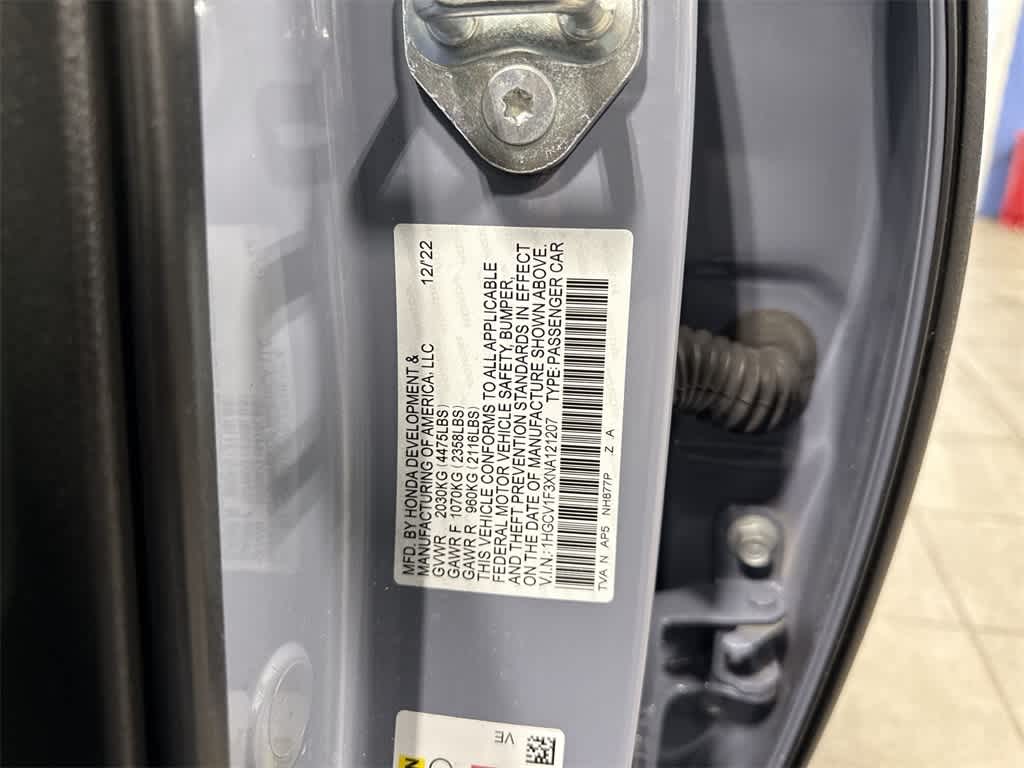 MFD. BY HONDA DEVELOPMENT &
MANUFACTURING OF AMERICA, LLC 12/'22
GVWR 2030KG (4475LBS)
GAWR F 1070KG (2358LBS)
GAWR R 960KG (2116LBS)
THIS VEHICLE CONFORMS TO ALL APPLICABLE
FEDERAL MOTOR VEHICLE SAFETY, BUMPER,
AND THEFT PREVENTION STANDARDS IN EFFECT
ON THE DATE OF MANUFACTURE SHOWN ABOVE.
V.I.N.:1HGCV1F3XNA121207 TYPE:PASSENGER CAR
TVA N AP5 NH877P Z A
VE